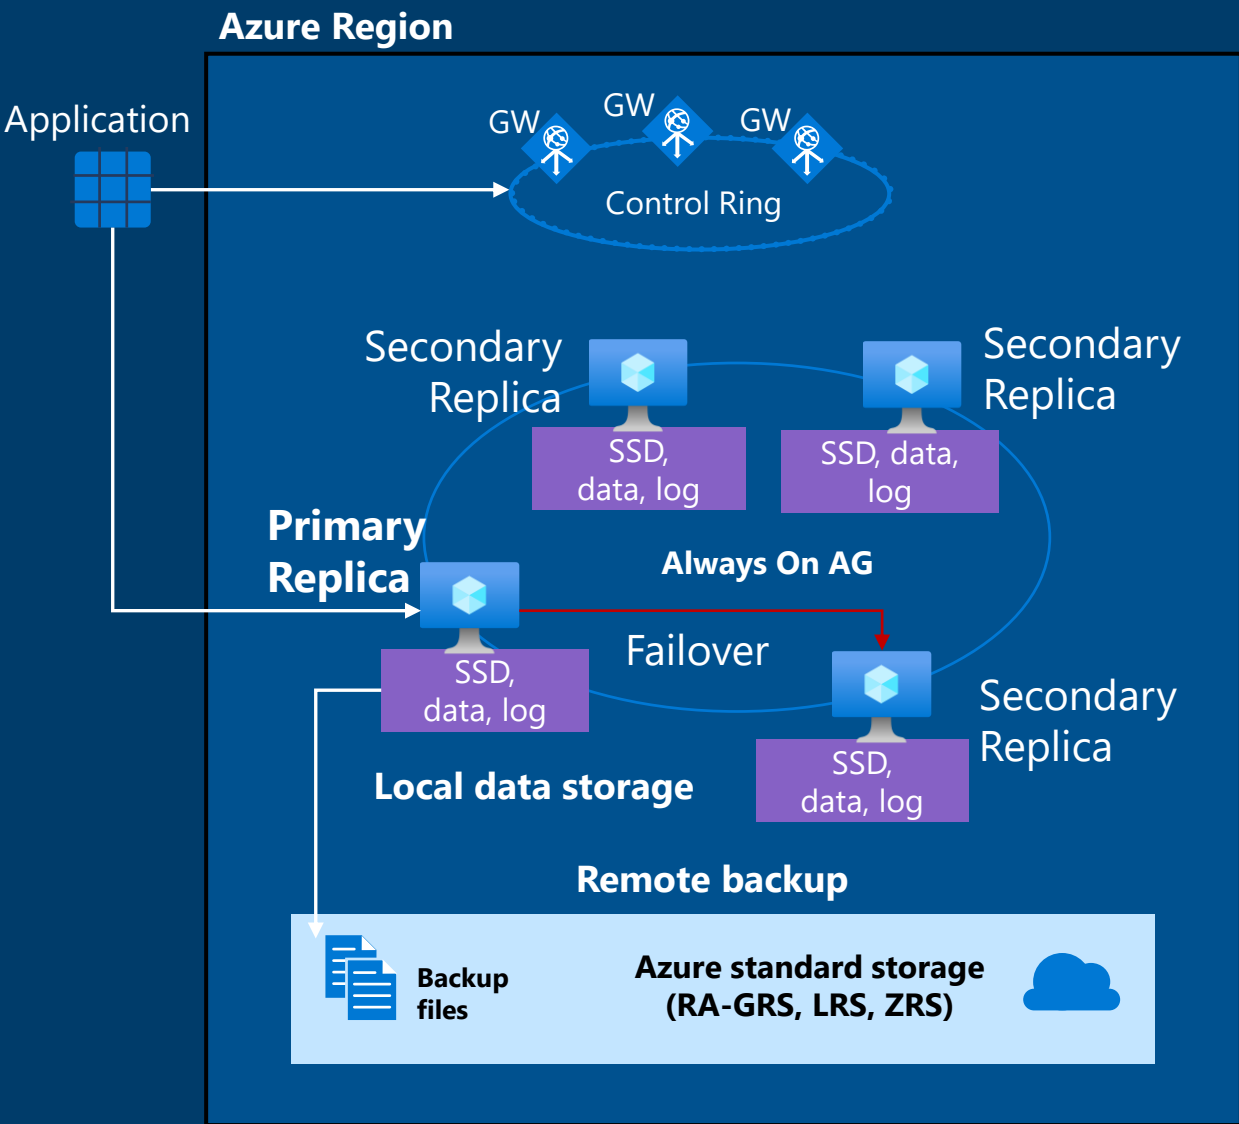 Azure Region
Application
GW
GW
GW
Control Ring
Secondary
Replica
Secondary
Replica
SSD,
data, log
SSD, data,
log
Primary
Replica
Always On AG
Failover
SSD,
data, log
Secondary
Replica
SSD,
data, log
Local data storage
Remote backup
Backup
files
Azure standard storage
(RA-GRS, LRS, ZRS)